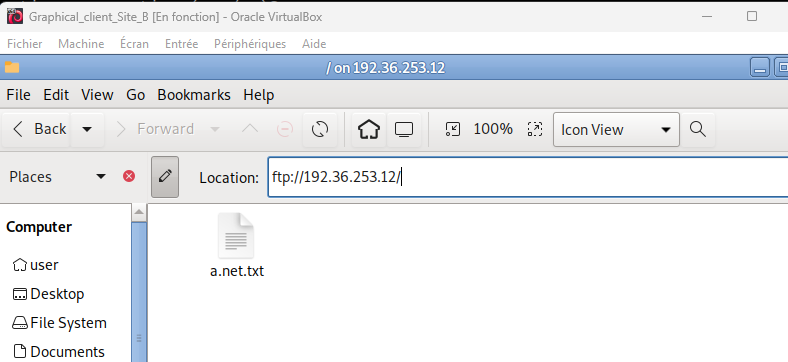 Graphical_client_Site_B [En fonction] - Oracle VirtualBox
Fichier Machine Écran Entrée Périphériques Aide
/ on 192.36.253.12
File Edit View Go Bookmarks Help
Back Forward 100% Icon View
Places Location: ftp://192.36.253.12/
Computer
user
Desktop
File System
Documents
a.net.txt